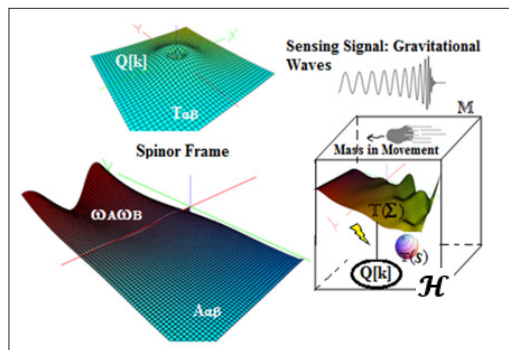 Q[k]
Tαβ
Sensing Signal: Gravitational
Waves
𝕄
Mass in Movement
Spinor Frame
ωAωB
𝕋(Σ)
T(s)
Q[k]
ℋ
Aαβ
X
Y